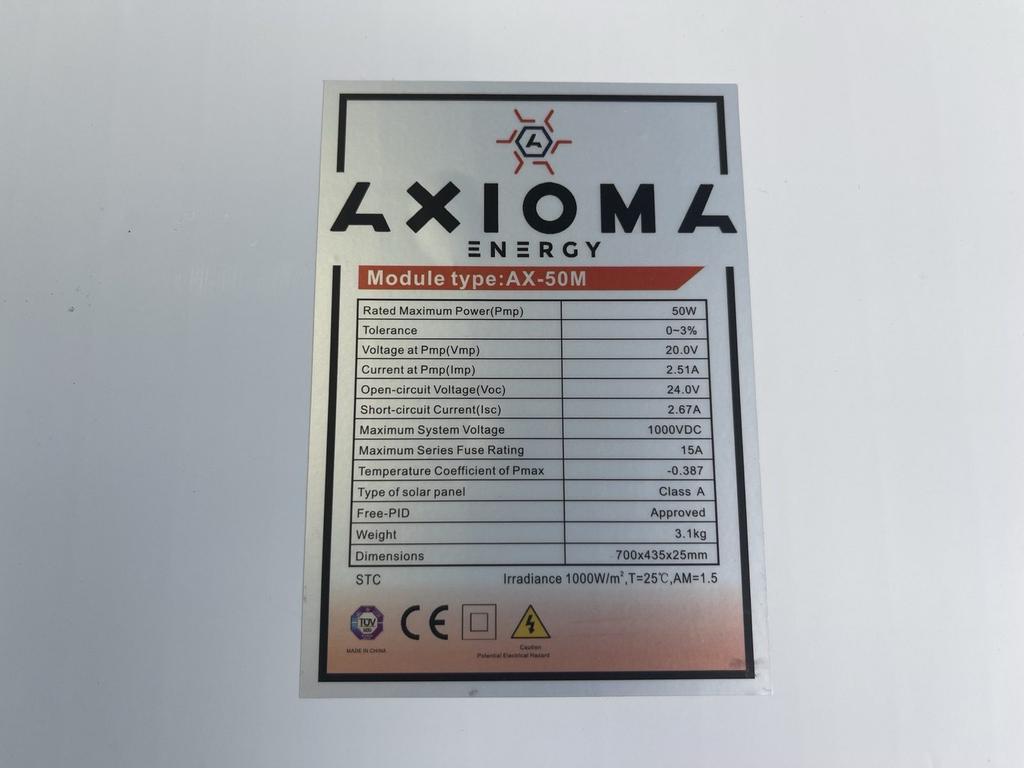 AXIOMA
ENERGY
Module type:AX-50M
Rated Maximum Power(Pmp) 50W
Tolerance 0~3%
Voltage at Pmp(Vmp) 20.0V
Current at Pmp(Imp) 2.51A
Open-circuit Voltage(Voc) 24.0V
Short-circuit Current(Isc) 2.67A
Maximum System Voltage 1000VDC
Maximum Series Fuse Rating 15A
Temperature Coefficient of Pmax -0.387
Type of solar panel Class A
Free-PID Approved
Weight 3.1kg
Dimensions 700x435x25mm
STC Irradiance 1000W/m²,T=25℃,AM=1.5
TÜV
CE
MADE IN CHINA
Caution
Potential Electrical Hazard